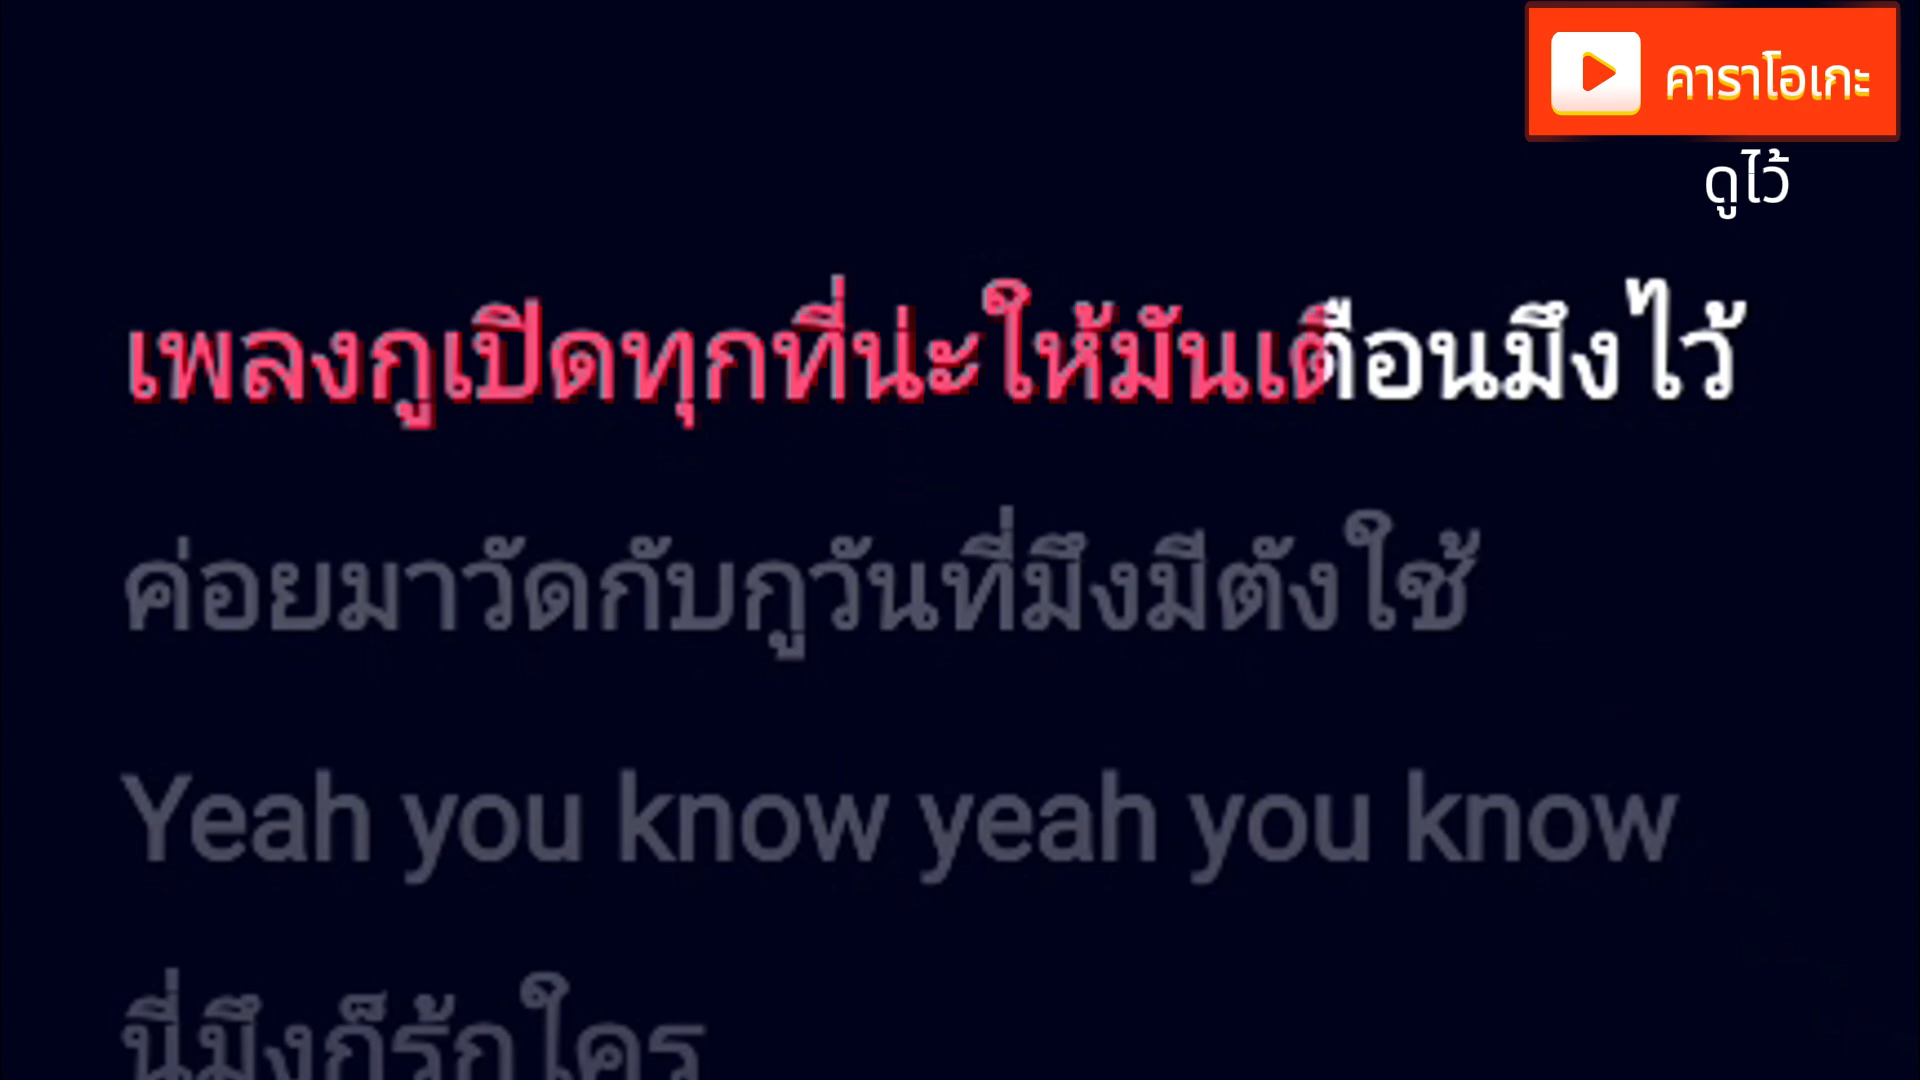 คาราโอเกะ
ดูไว้
เพลงกูเปิดทุกที่น่ะให้มันเตือนมึงไว้
ค่อยมาวัดกับกูวันที่มึงมีตังใช้
Yeah you know yeah you know
นี่มึงก็รู้กูใคร